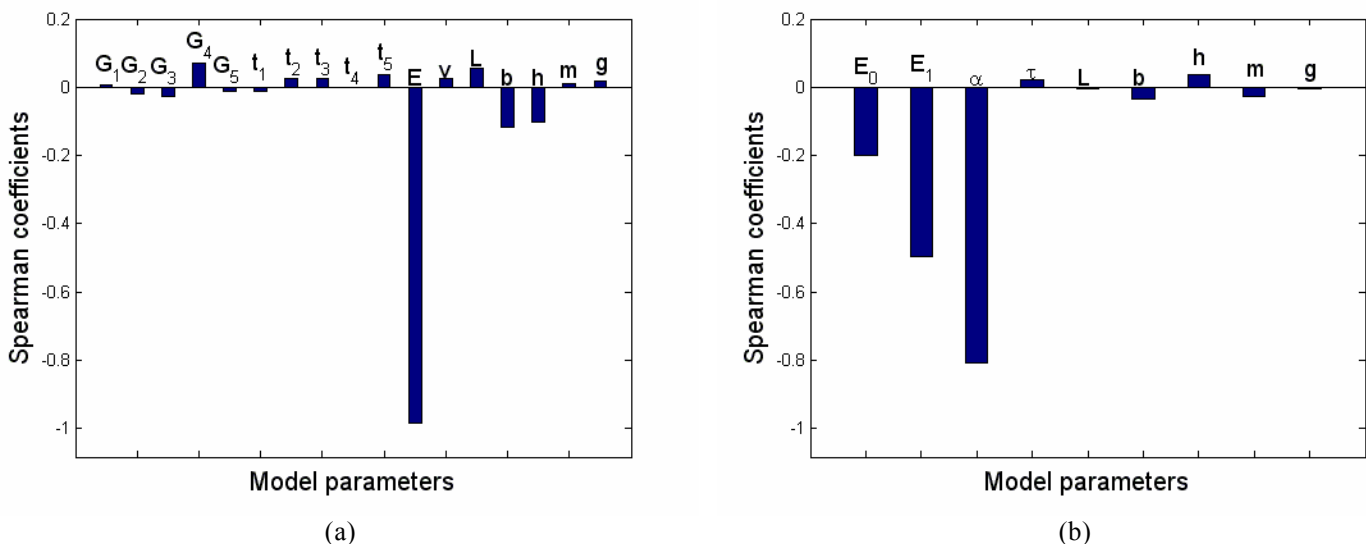 0.2
0
-0.2
-0.4
-0.6
-0.8
-1
Spearman coefficients
G1 G2 G3 G4 G5 t1 t2 t3 t4 t5 E v L b h m g
Model parameters
(a)
0.2
0
-0.2
-0.4
-0.6
-0.8
-1
Spearman coefficients
E0 E1 α τ L b h m g
Model parameters
(b)